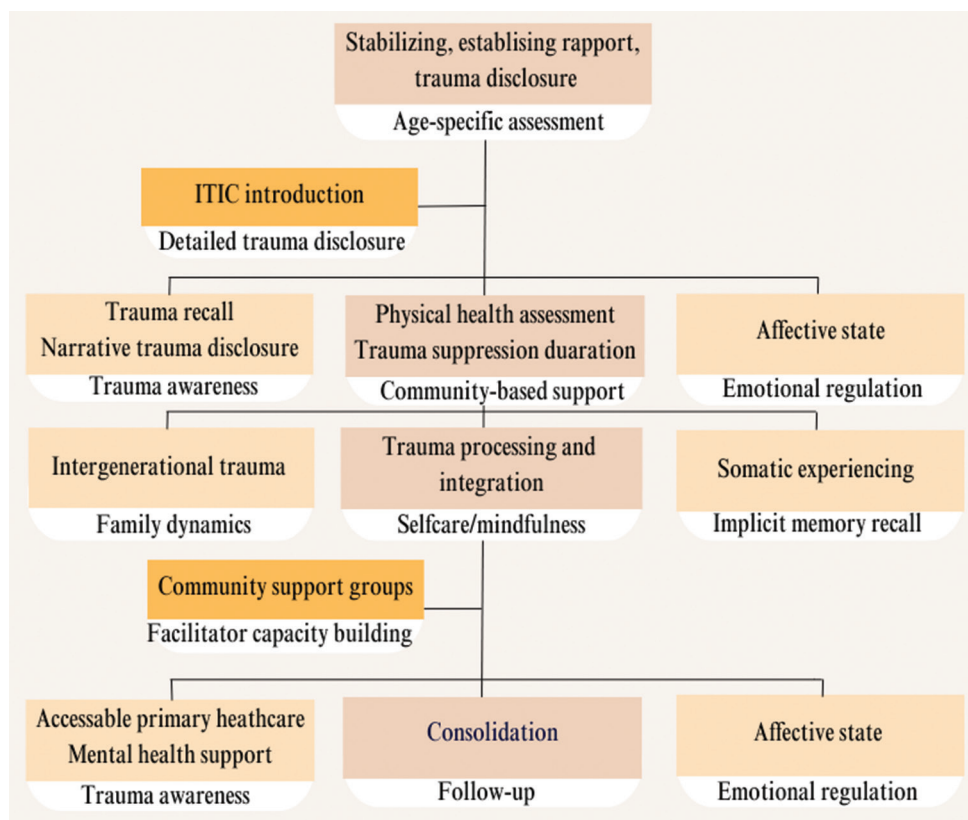 Stabilizing, establising rapport,
trauma disclosure
Age-specific assessment
ITIC introduction
Detailed trauma disclosure
Trauma recall
Narrative trauma disclosure
Trauma awareness
Physical health assessment
Trauma suppression duaration
Community-based support
Affective state
Emotional regulation
Intergenerational trauma
Family dynamics
Trauma processing and
integration
Selfcare/mindfulness
Somatic experiencing
Implicit memory recall
Community support groups
Facilitator capacity building
Accessable primary heathcare
Mental health support
Trauma awareness
Consolidation
Follow-up
Affective state
Emotional regulation